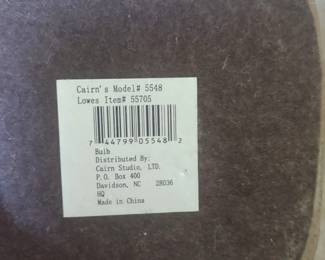 Cairn's Model# 5548
Lowes Item# 55705
7 44799 05548 2
Bulb
Distributed By:
Cairn Studio, LTD.
P.O. Box 400
Davidson, NC 28036
HQ
Made in China